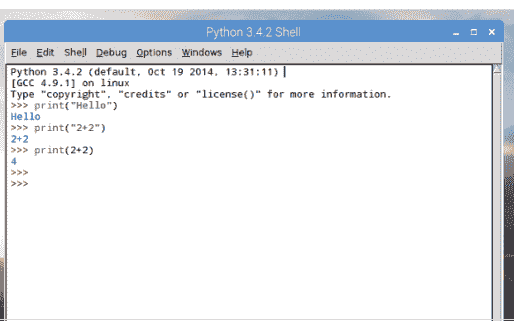 Python 3.4.2 Shell
File Edit Shell Debug Options Windows Help
Python 3.4.2 (default, Oct 19 2014, 13:31:11)
[GCC 4.9.1] on linux
Type "copyright", "credits" or "license()" for more information.
>>> print("Hello")
Hello
>>> print("2+2")
2+2
>>> print(2+2)
4
>>>
>>>